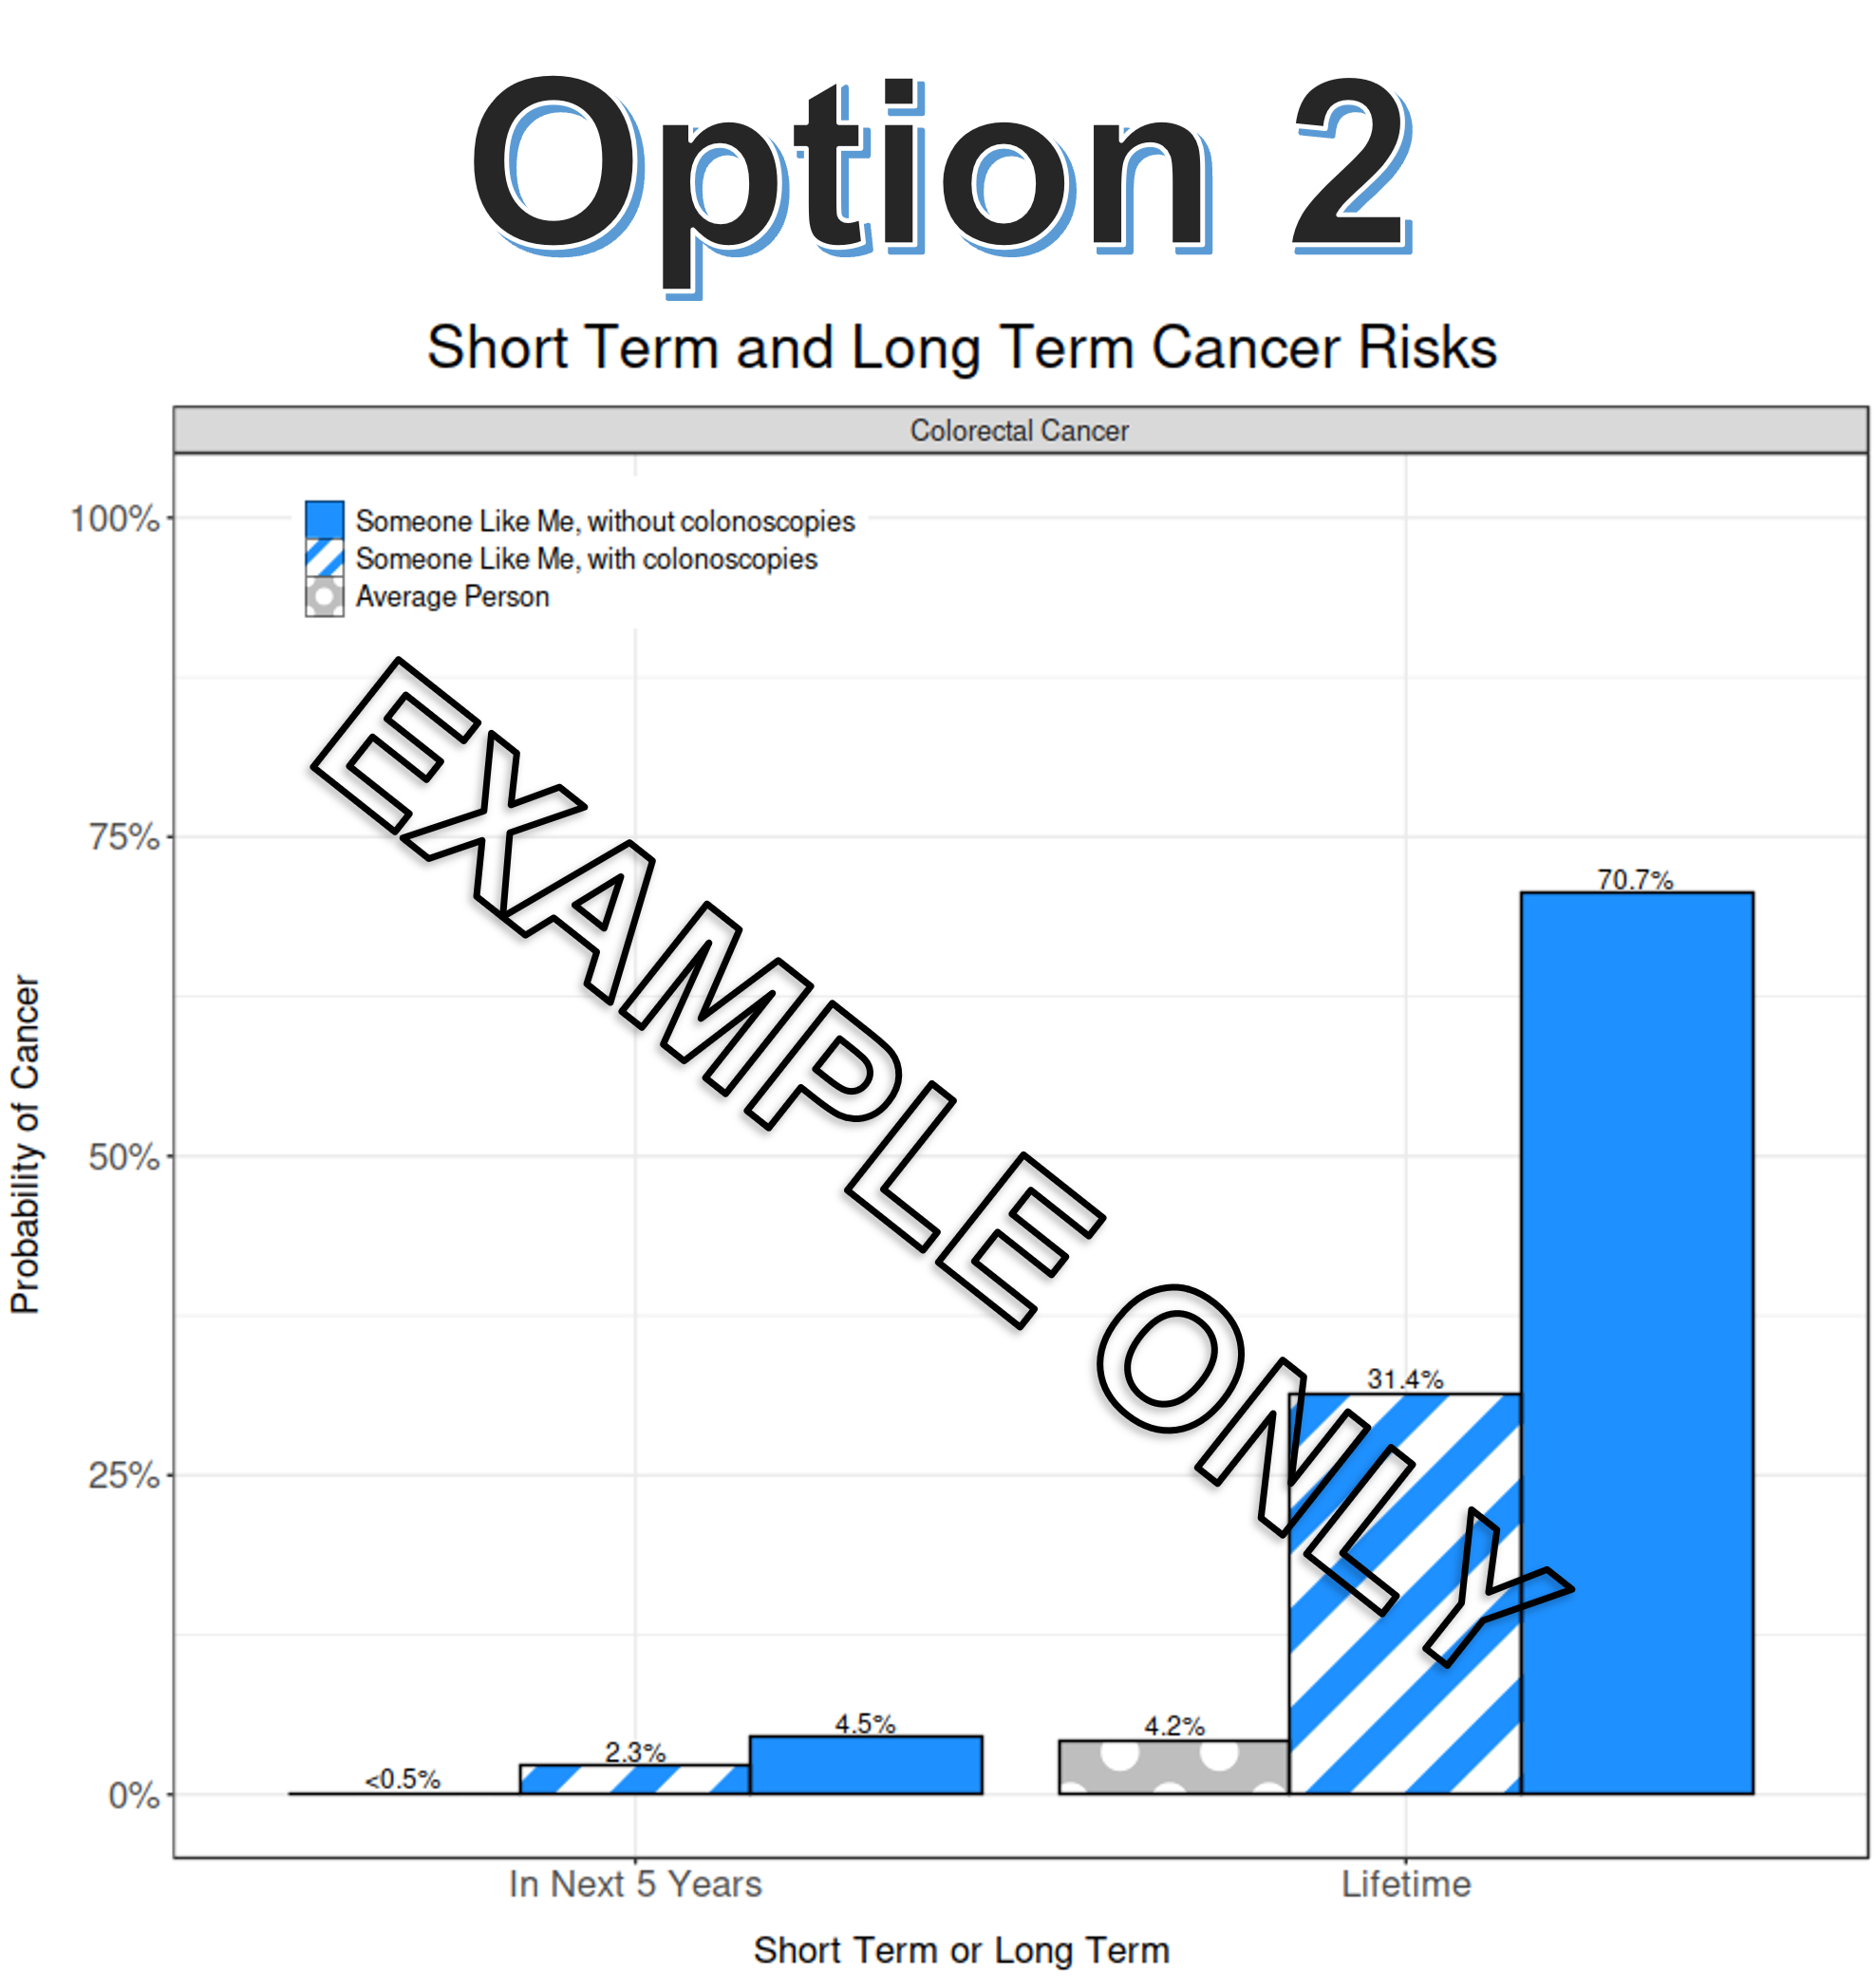 Option 2
Short Term and Long Term Cancer Risks
Colorectal Cancer
100%
75%
50%
25%
0%
Probability of Cancer
Someone Like Me, without colonoscopies
Someone Like Me, with colonoscopies
Average Person
EXAMPLE ONLY
<0.5%
2.3%
4.5%
4.2%
31.4%
70.7%
In Next 5 Years
Lifetime
Short Term or Long Term